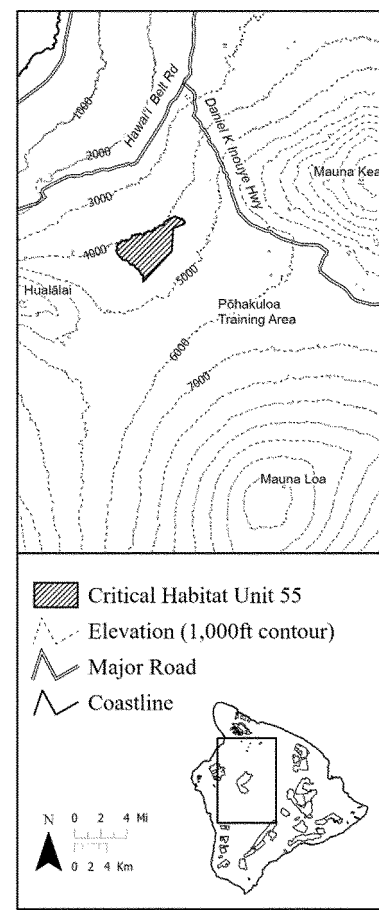 1000
Hawai'i Belt Rd
Daniel K Inouye Hwy
2000
Mauna Kea
3000
4000
5000
Hualālai
Pōhakuloa
Training Area
6000
7000
Mauna Loa
Critical Habitat Unit 55
Elevation (1,000ft contour)
Major Road
Coastline
N
0 2 4 Mi
0 2 4 Km